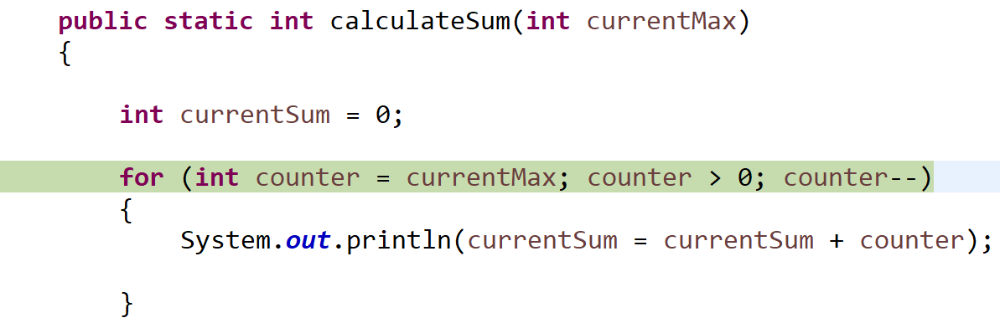 public static int calculateSum(int currentMax)
{
int currentSum = 0;
for (int counter = currentMax; counter > 0; counter--)
{
System.out.println(currentSum = currentSum + counter);
}